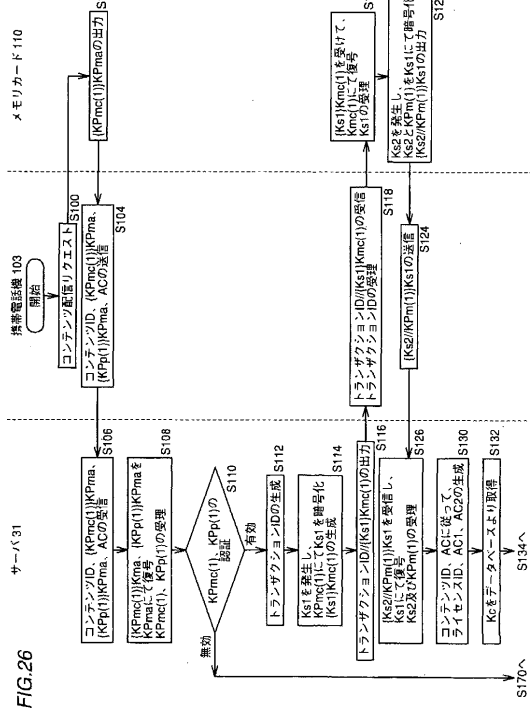 FIG.26
サーバ31
携帯電話機 103
メモリカード 110
開始
コンテンツ配信リクエスト
S100
{KPmc(1)}KPmaの出力
コンテンツID、{KPmc(1)}KPma、
{KPp(1)}KPma、ACの送信
S104
コンテンツID、{KPmc(1)}KPma、
{KPp(1)}KPma、ACの受信
S106
{KPmc(1)}Kma、{KPp(1)}KPmaを
KPmaにて復号
KPmc(1)、KPp(1)の受理
S108
KPmc(1)、KPp(1)の
認証
S110
無効
有効
トランザクションIDの生成
S112
Ks1を発生し、
KPmc(1)にてKs1を暗号化
{Ks1}Kmc(1)の生成
S114
トランザクションID//{Ks1}Kmc(1)の出力
S116
トランザクションID//{Ks1}Kmc(1)の受信
トランザクションIDの受理
S118
{Ks1}Kmc(1)を受けて、
Kmc(1)にて復号
Ks1の受理
Ks2を発生し、
Ks2とKPm(1)をKs1にて暗号化
{Ks2//KPm(1)}Ks1の出力
{Ks2//KPm(1)}Ks1の送信
S124
{Ks2//KPm(1)}Ks1を受信し、
Ks1にて復号
Ks2及びKPm(1)の受理
S126
コンテンツID、ACに従って、
ライセンスID、AC1、AC2の生成
S130
Kcをデータベースより取得
S132
S170へ
S134へ